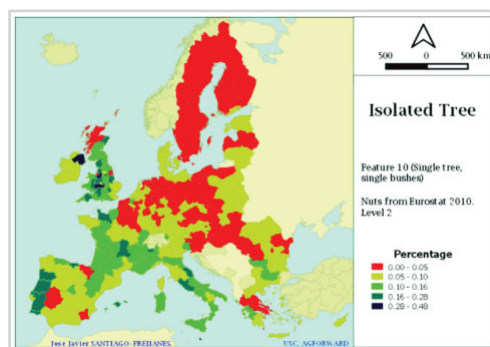 500 0 500 km
Isolated Tree
Feature 10 (Single tree,
single bushes)
Nuts from Eurostat 2010.
Level 2
Percentage
0.00 - 0.05
0.05 - 0.10
0.10 - 0.16
0.16 - 0.28
0.28 - 0.48
José Javier SANTIAGO-FREIJANES. USC, AGFORWARD